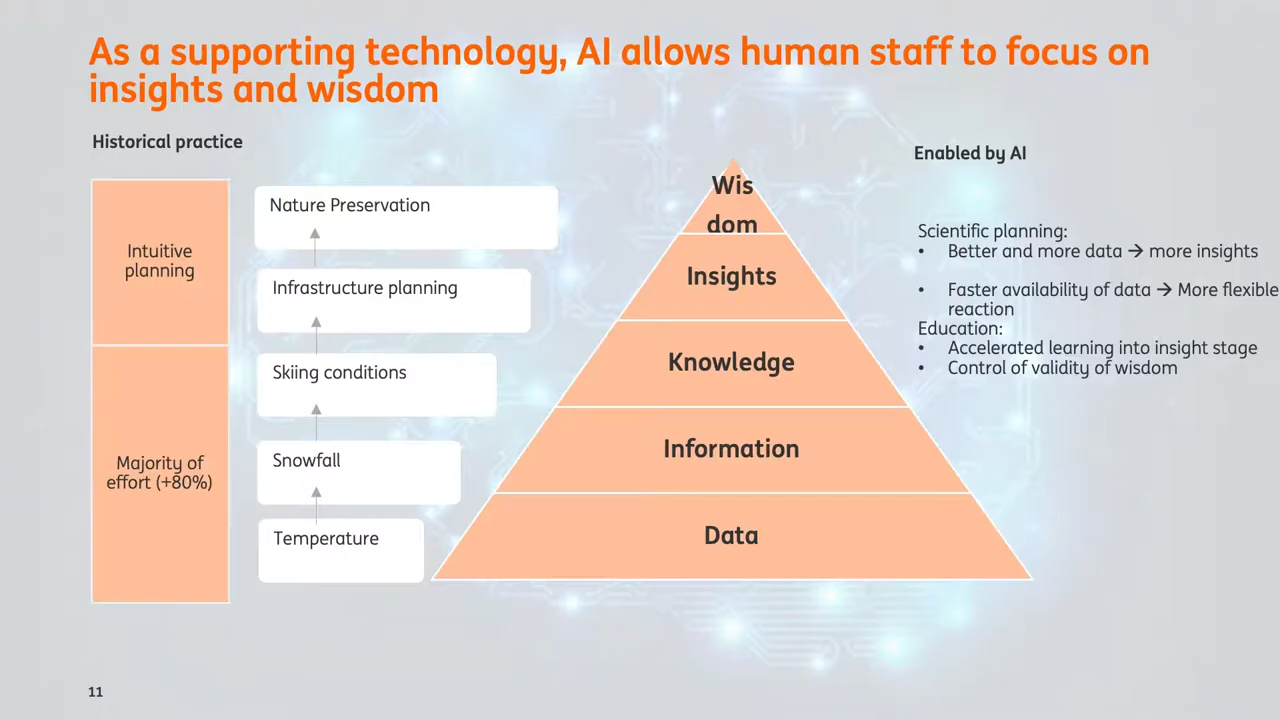 As a supporting technology, AI allows human staff to focus on
insights and wisdom
Historical practice
Intuitive
planning
Majority of
effort (+80%)
Nature Preservation
Infrastructure planning
Skiing conditions
Snowfall
Temperature
Wis
dom
Insights
Knowledge
Information
Data
Enabled by AI
Scientific planning:
• Better and more data → more insights
• Faster availability of data → More flexible
reaction
Education:
• Accelerated learning into insight stage
• Control of validity of wisdom
11